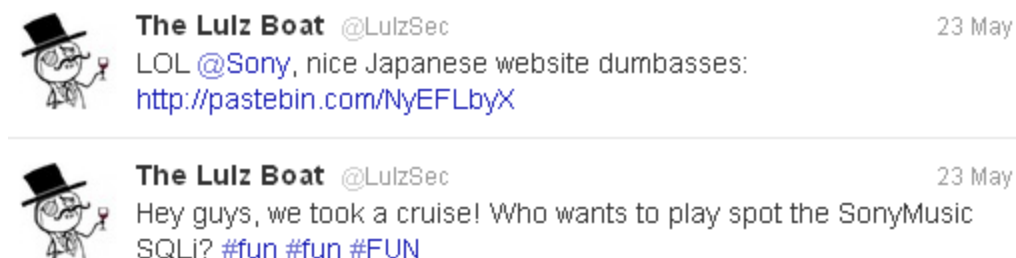 The Lulz Boat @LulzSec 23 May
LOL @Sony, nice Japanese website dumbasses:
http://pastebin.com/NyEFLbyX
The Lulz Boat @LulzSec 23 May
Hey guys, we took a cruise! Who wants to play spot the SonyMusic
SQLi? #fun #fun #FUN